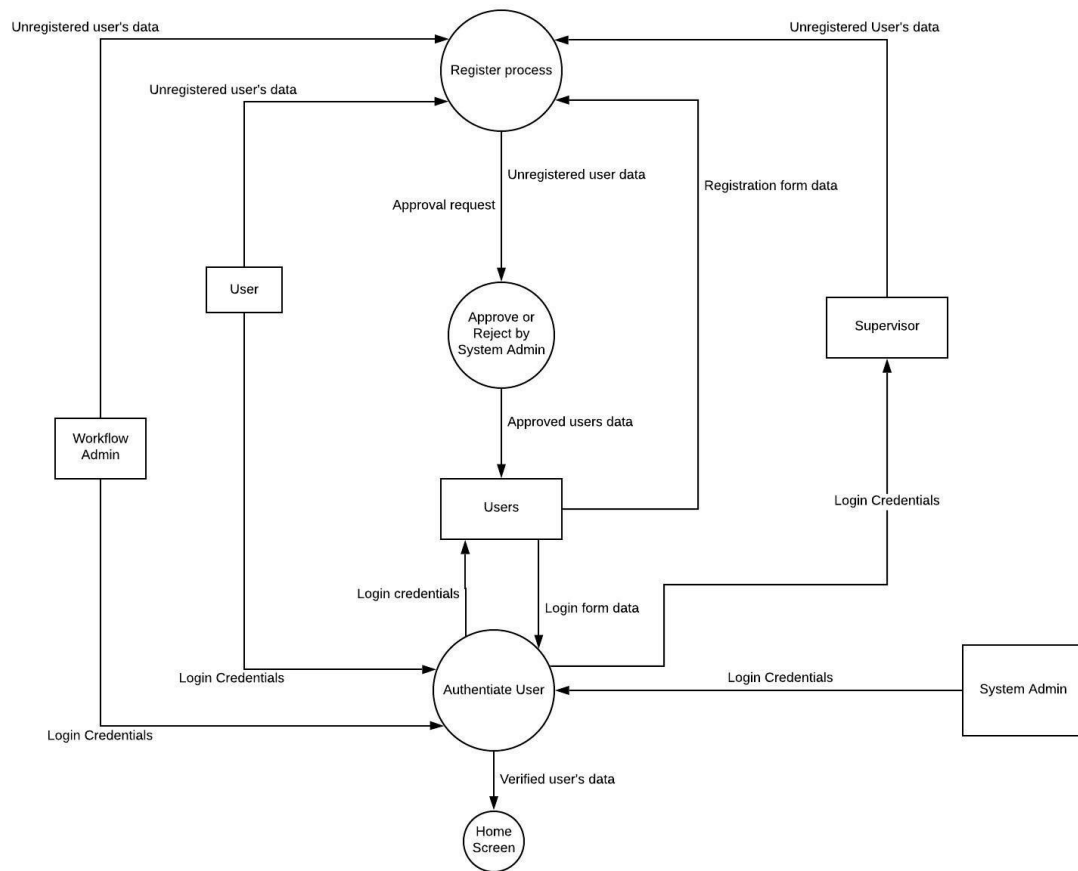 Unregistered user's data
Unregistered User's data
Register process
Unregistered user's data
Unregistered user data
Registration form data
Approval request
User
Approve or
Reject by
System Admin
Supervisor
Approved users data
Workflow
Admin
Users
Login Credentials
Login credentials
Login form data
Login Credentials
Login Credentials
Authentiate User
System Admin
Login Credentials
Verified user's data
Home
Screen